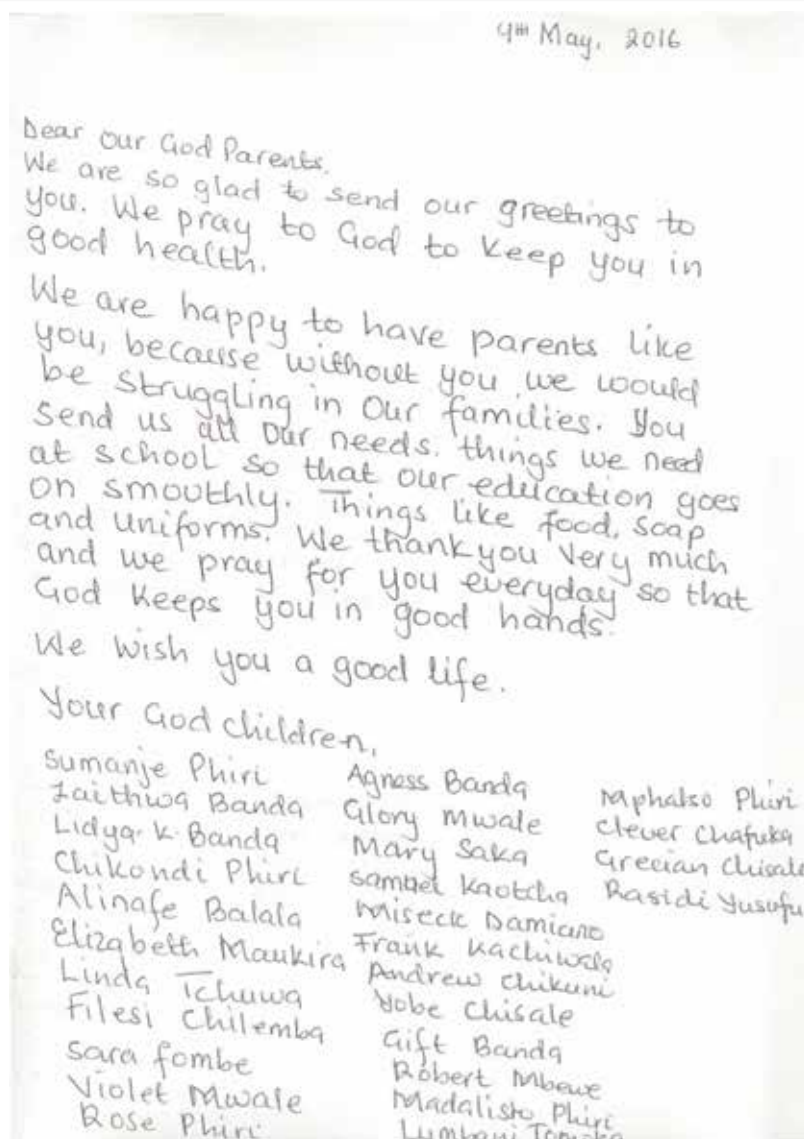 4th May, 2016
Dear Our God Parents.
We are so glad to send our greetings to
you. We pray to God to keep you in
good health.
We are happy to have parents like
you, because without you we would
be struggling in our families. You
send us all our needs. things we need
at school so that our education goes
on smoothly. Things like food, soap
and uniforms. We thank you very much
and we pray for you everyday so that
God keeps you in good hands.
We wish you a good life.
Your God children,
Sumanje Phiri Agness Banda Mphatso Phiri
Zaithwa Banda Glory Mwale Clever Chafuka
Lidya. K. Banda Mary Saka Grecian Chisale
Chikondi Phiri Samuel Kaotcha Rasidi Yusufu
Alinafe Balala Miseck Damiano
Elizabeth Maukira Frank Kachiwala
Linda Tchuwa Andrew Chikuni
Filesi Chilemba Yobe Chisale
Sara fombe Gift Banda
Violet Mwale Robert Mbewe
Rose Phiri Madalisto Phiri
Lumbani